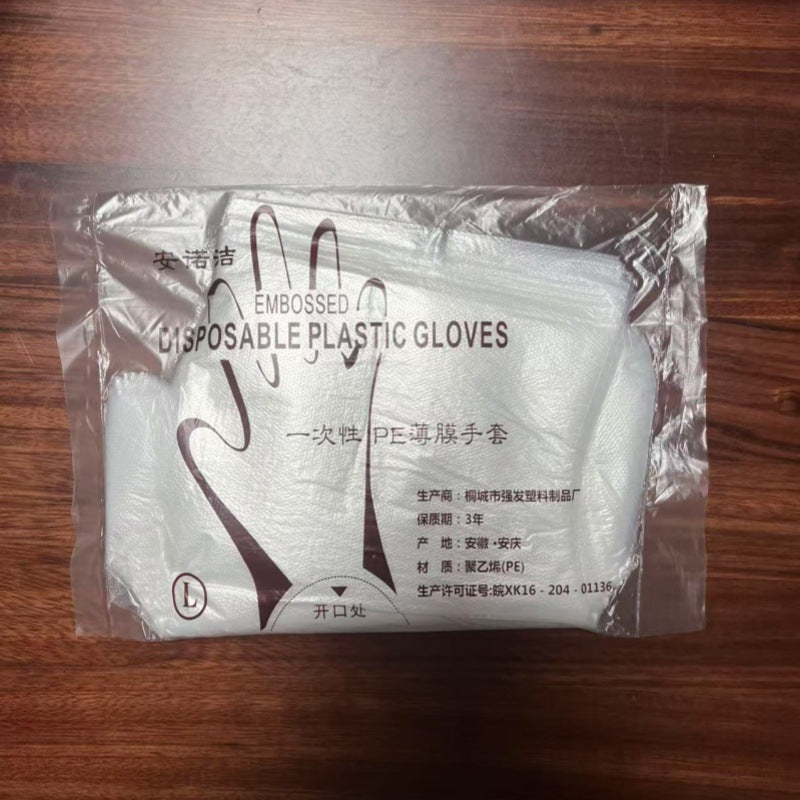 安诺洁
EMBOSSED
DISPOSABLE PLASTIC GLOVES
一次性 PE薄膜手套
生产商：桐城市强发塑料制品厂
保质期：3年
产 地：安徽·安庆
材 质：聚乙烯(PE)
生产许可证号:皖XK16 - 204 - 01136
L
开口处